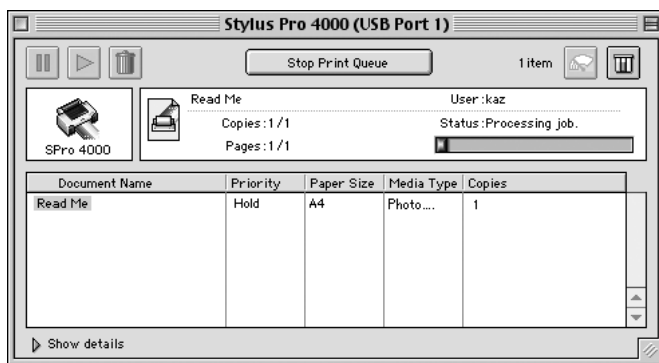 Stylus Pro 4000 (USB Port 1)
Stop Print Queue
1 item
SPro 4000
Read Me
User:kaz
Copies:1/1
Status:Processing job.
Pages:1/1
Document Name Priority Paper Size Media Type Copies
Read Me Hold A4 Photo.... 1
Show details